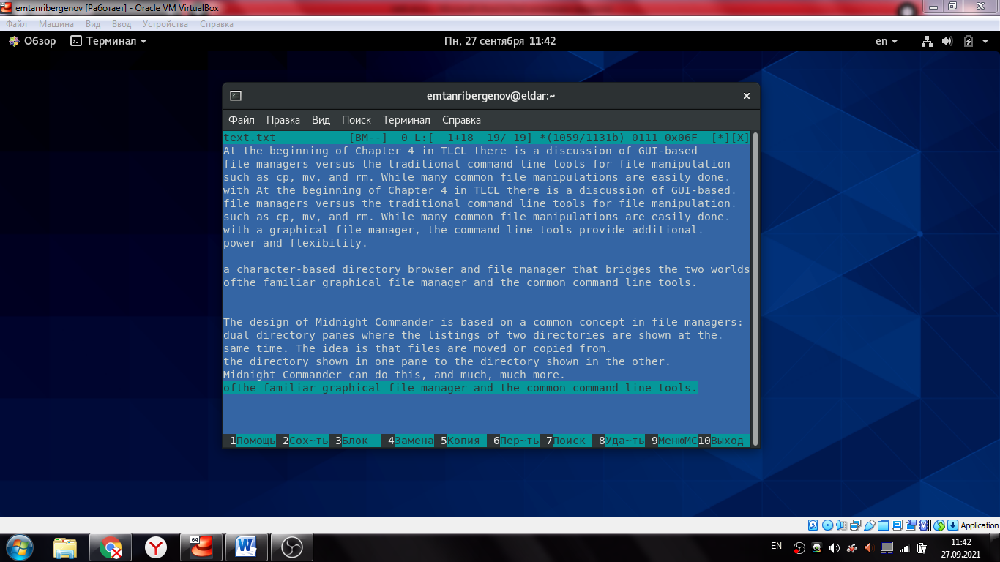 emtanribergenov [Работает] - Oracle VM VirtualBox
Файл Машина Вид Ввод Устройства Справка
Обзор Терминал Пн, 27 сентября 11:42 en
emtanribergenov@eldar:~
Файл Правка Вид Поиск Терминал Справка
text.txt [BM--] 0 L:[ 1+18 19/ 19] *(1059/1131b) 0111 0x06F [*][X]
At the beginning of Chapter 4 in TLCL there is a discussion of GUI-based
file managers versus the traditional command line tools for file manipulation
such as cp, mv, and rm. While many common file manipulations are easily done.
with At the beginning of Chapter 4 in TLCL there is a discussion of GUI-based.
file managers versus the traditional command line tools for file manipulation.
such as cp, mv, and rm. While many common file manipulations are easily done.
with a graphical file manager, the command line tools provide additional.
power and flexibility.
a character-based directory browser and file manager that bridges the two worlds
ofthe familiar graphical file manager and the common command line tools.
The design of Midnight Commander is based on a common concept in file managers:
dual directory panes where the listings of two directories are shown at the.
same time. The idea is that files are moved or copied from.
the directory shown in one pane to the directory shown in the other.
Midnight Commander can do this, and much, much more.
ofthe familiar graphical file manager and the common command line tools.
1Помощь 2Сох~ть 3Блок 4Замена 5Копия 6Пер~ть 7Поиск 8Уда~ть 9МенюMC 10Выход
Application
64
EN 11:42
27.09.2021